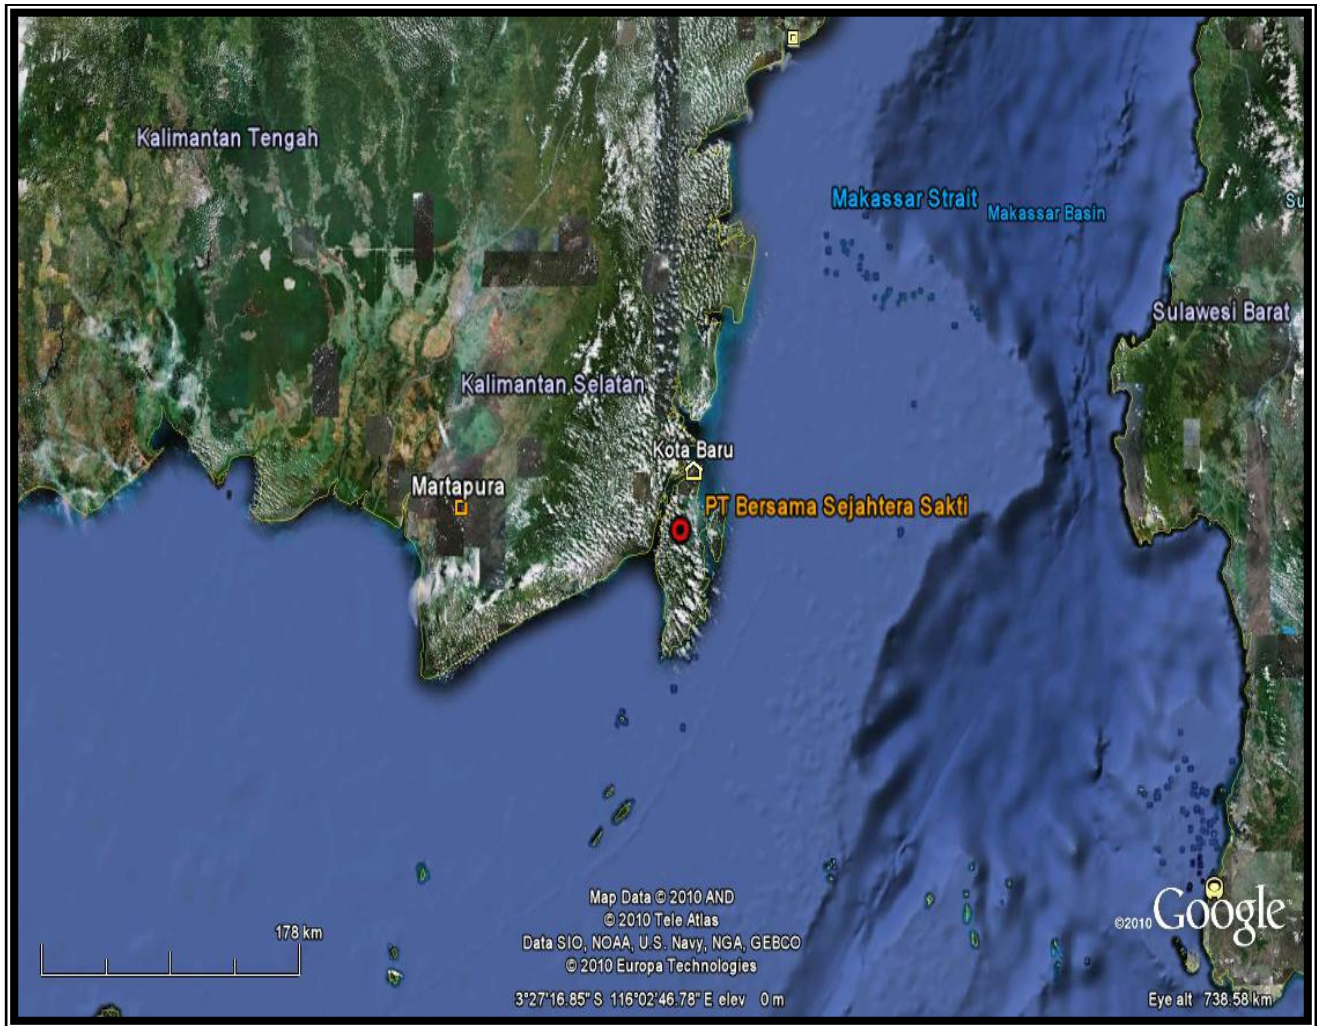 Kalimantan Tengah
Makassar Strait
Makassar Basin
Su
Sulawesi Barat
Kalimantan Selatan
Kota Baru
Martapura
PT Bersama Sejahtera Sakti
178 km
Map Data © 2010 AND
© 2010 Tele Atlas
Data SIO, NOAA, U.S. Navy, NGA, GEBCO
© 2010 Europa Technologies
©2010 Google
3°27'16.85" S 116°02'46.78" E elev 0 m
Eye alt 738.58 km